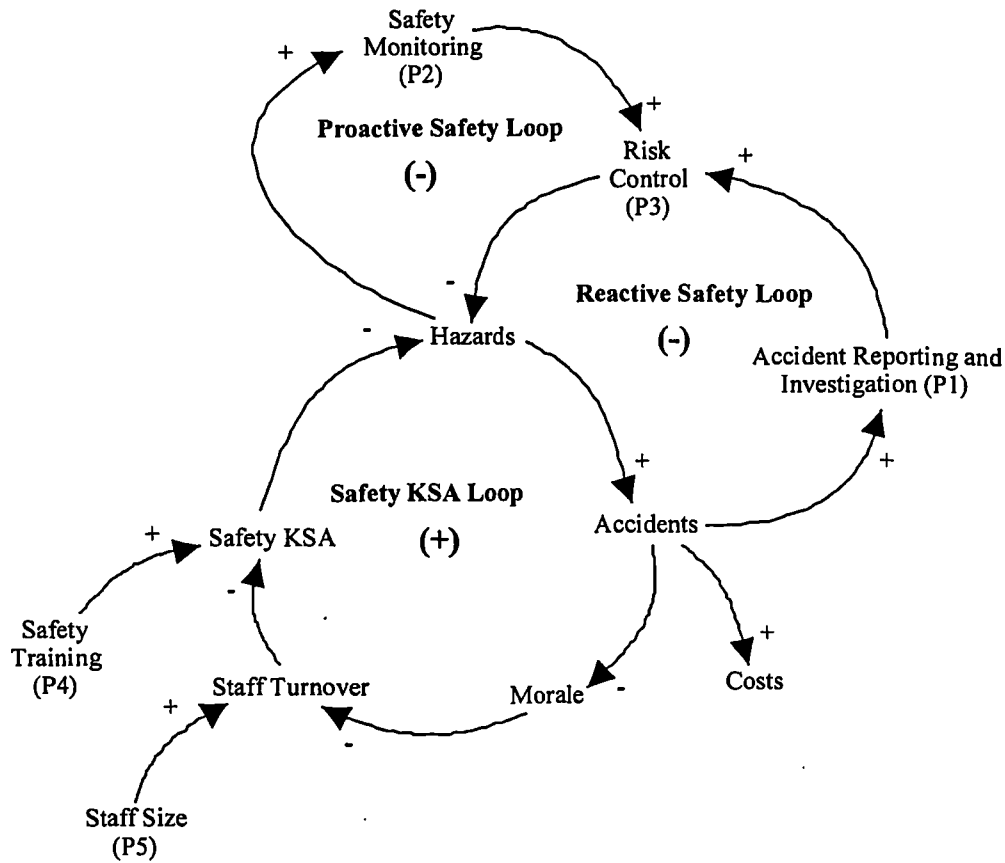 Safety
Monitoring
(P2)
+
+
Proactive Safety Loop
(-)
Risk
Control
(P3)
+
-
Reactive Safety Loop
(-)
-
Hazards
Accident Reporting and
Investigation (P1)
+
+
Safety KSA Loop
(+)
Accidents
+
Safety KSA
-
Safety
Training
(P4)
+
Staff Turnover
-
Morale
-
+
Costs
+
Staff Size
(P5)